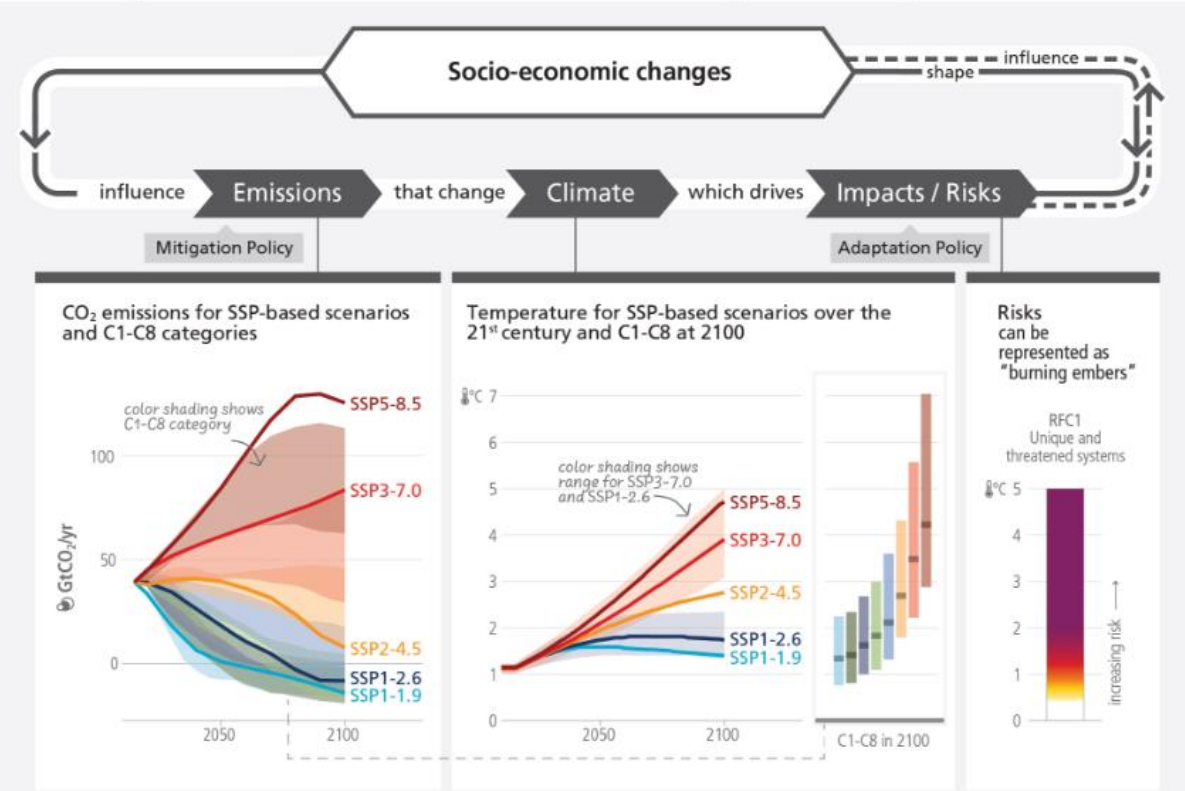 Socio-economic changes
influence
shape
influence
Emissions
that change
Climate
which drives
Impacts / Risks
Mitigation Policy
Adaptation Policy
CO₂ emissions for SSP-based scenarios
and C1-C8 categories
color shading shows
C1-C8 category
GtCO₂/yr
100
50
0
SSP5-8.5
SSP3-7.0
SSP2-4.5
SSP1-2.6
SSP1-1.9
2050
2100
Temperature for SSP-based scenarios over the
21st century and C1-C8 at 2100
°C
7
6
5
4
3
2
1
0
color shading shows
range for SSP3-7.0
and SSP1-2.6
SSP5-8.5
SSP3-7.0
SSP2-4.5
SSP1-2.6
SSP1-1.9
2050
2100
C1-C8 in 2100
Risks
can be
represented as
"burning embers"
RFC1
Unique and
threatened systems
°C
5
4
3
2
1
0
increasing risk